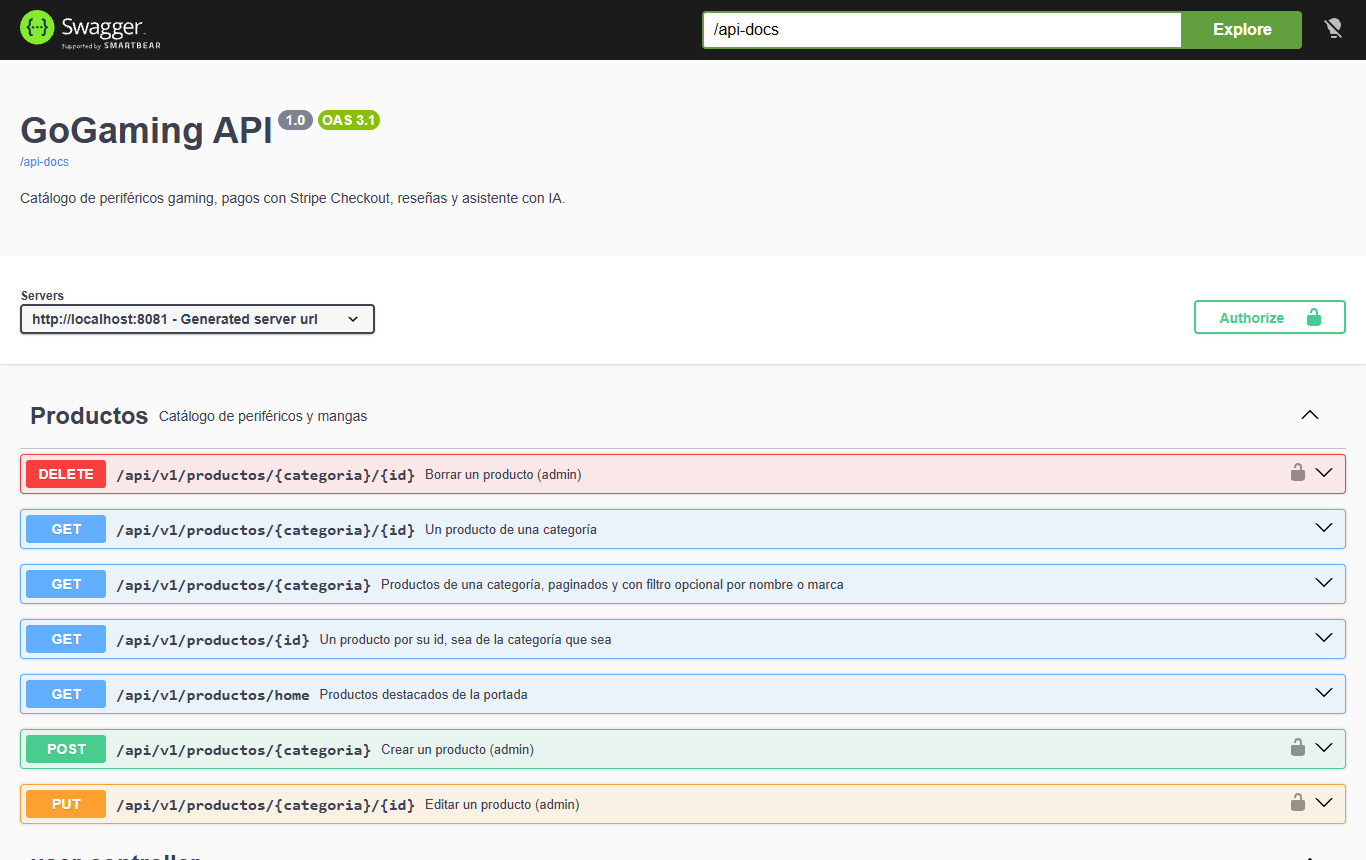 Swagger.
Supported by SMARTBEAR
/api-docs
Explore
GoGaming API 1.0 OAS 3.1
/api-docs
Catálogo de periféricos gaming, pagos con Stripe Checkout, reseñas y asistente con IA.
Servers
http://localhost:8081 - Generated server url
Authorize
Productos Catálogo de periféricos y mangas
DELETE /api/v1/productos/{categoria}/{id} Borrar un producto (admin)
GET /api/v1/productos/{categoria}/{id} Un producto de una categoría
GET /api/v1/productos/{categoria} Productos de una categoría, paginados y con filtro opcional por nombre o marca
GET /api/v1/productos/{id} Un producto por su id, sea de la categoría que sea
GET /api/v1/productos/home Productos destacados de la portada
POST /api/v1/productos/{categoria} Crear un producto (admin)
PUT /api/v1/productos/{categoria}/{id} Editar un producto (admin)
user-controller